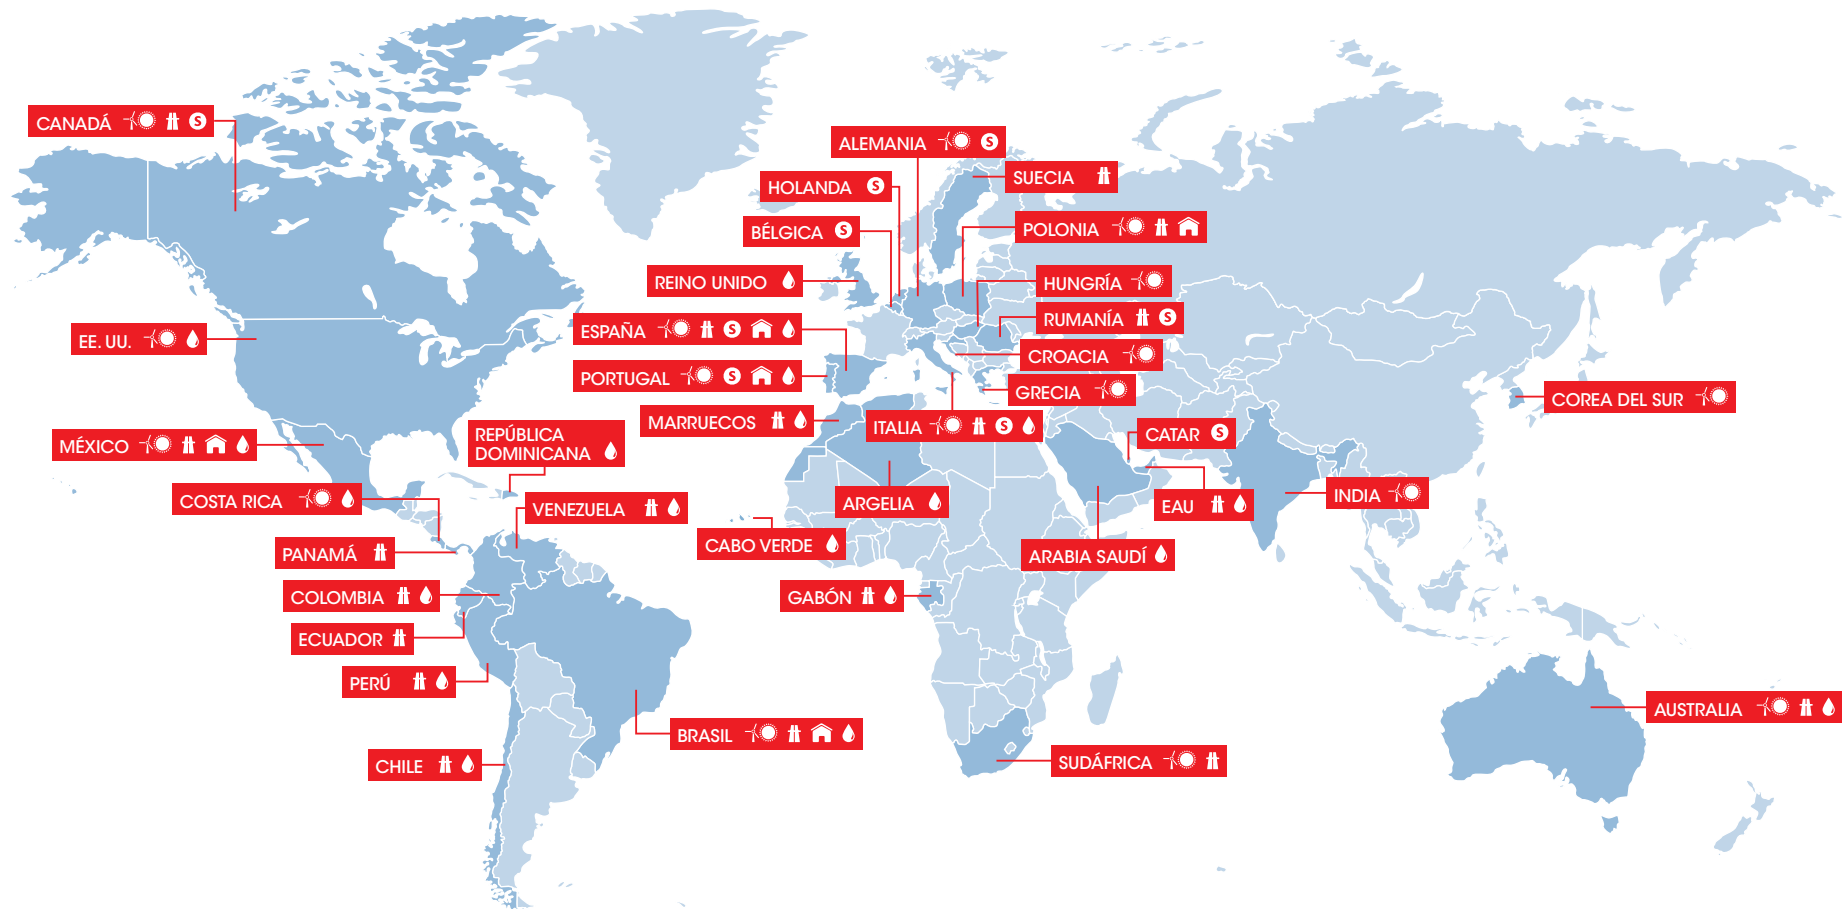 CANADÁ S
ALEMANIA S
SUECIA
HOLANDA S
POLONIA
BÉLGICA S
REINO UNIDO
HUNGRÍA
RUMANÍA S
ESPAÑA S
EE. UU.
CROACIA
PORTUGAL S
GRECIA
COREA DEL SUR
MARRUECOS
ITALIA S
CATAR S
MÉXICO
REPÚBLICA
DOMINICANA
COSTA RICA
VENEZUELA
ARGELIA
EAU
INDIA
CABO VERDE
ARABIA SAUDÍ
PANAMÁ
COLOMBIA
GABÓN
ECUADOR
PERÚ
AUSTRALIA
BRASIL
CHILE
SUDÁFRICA